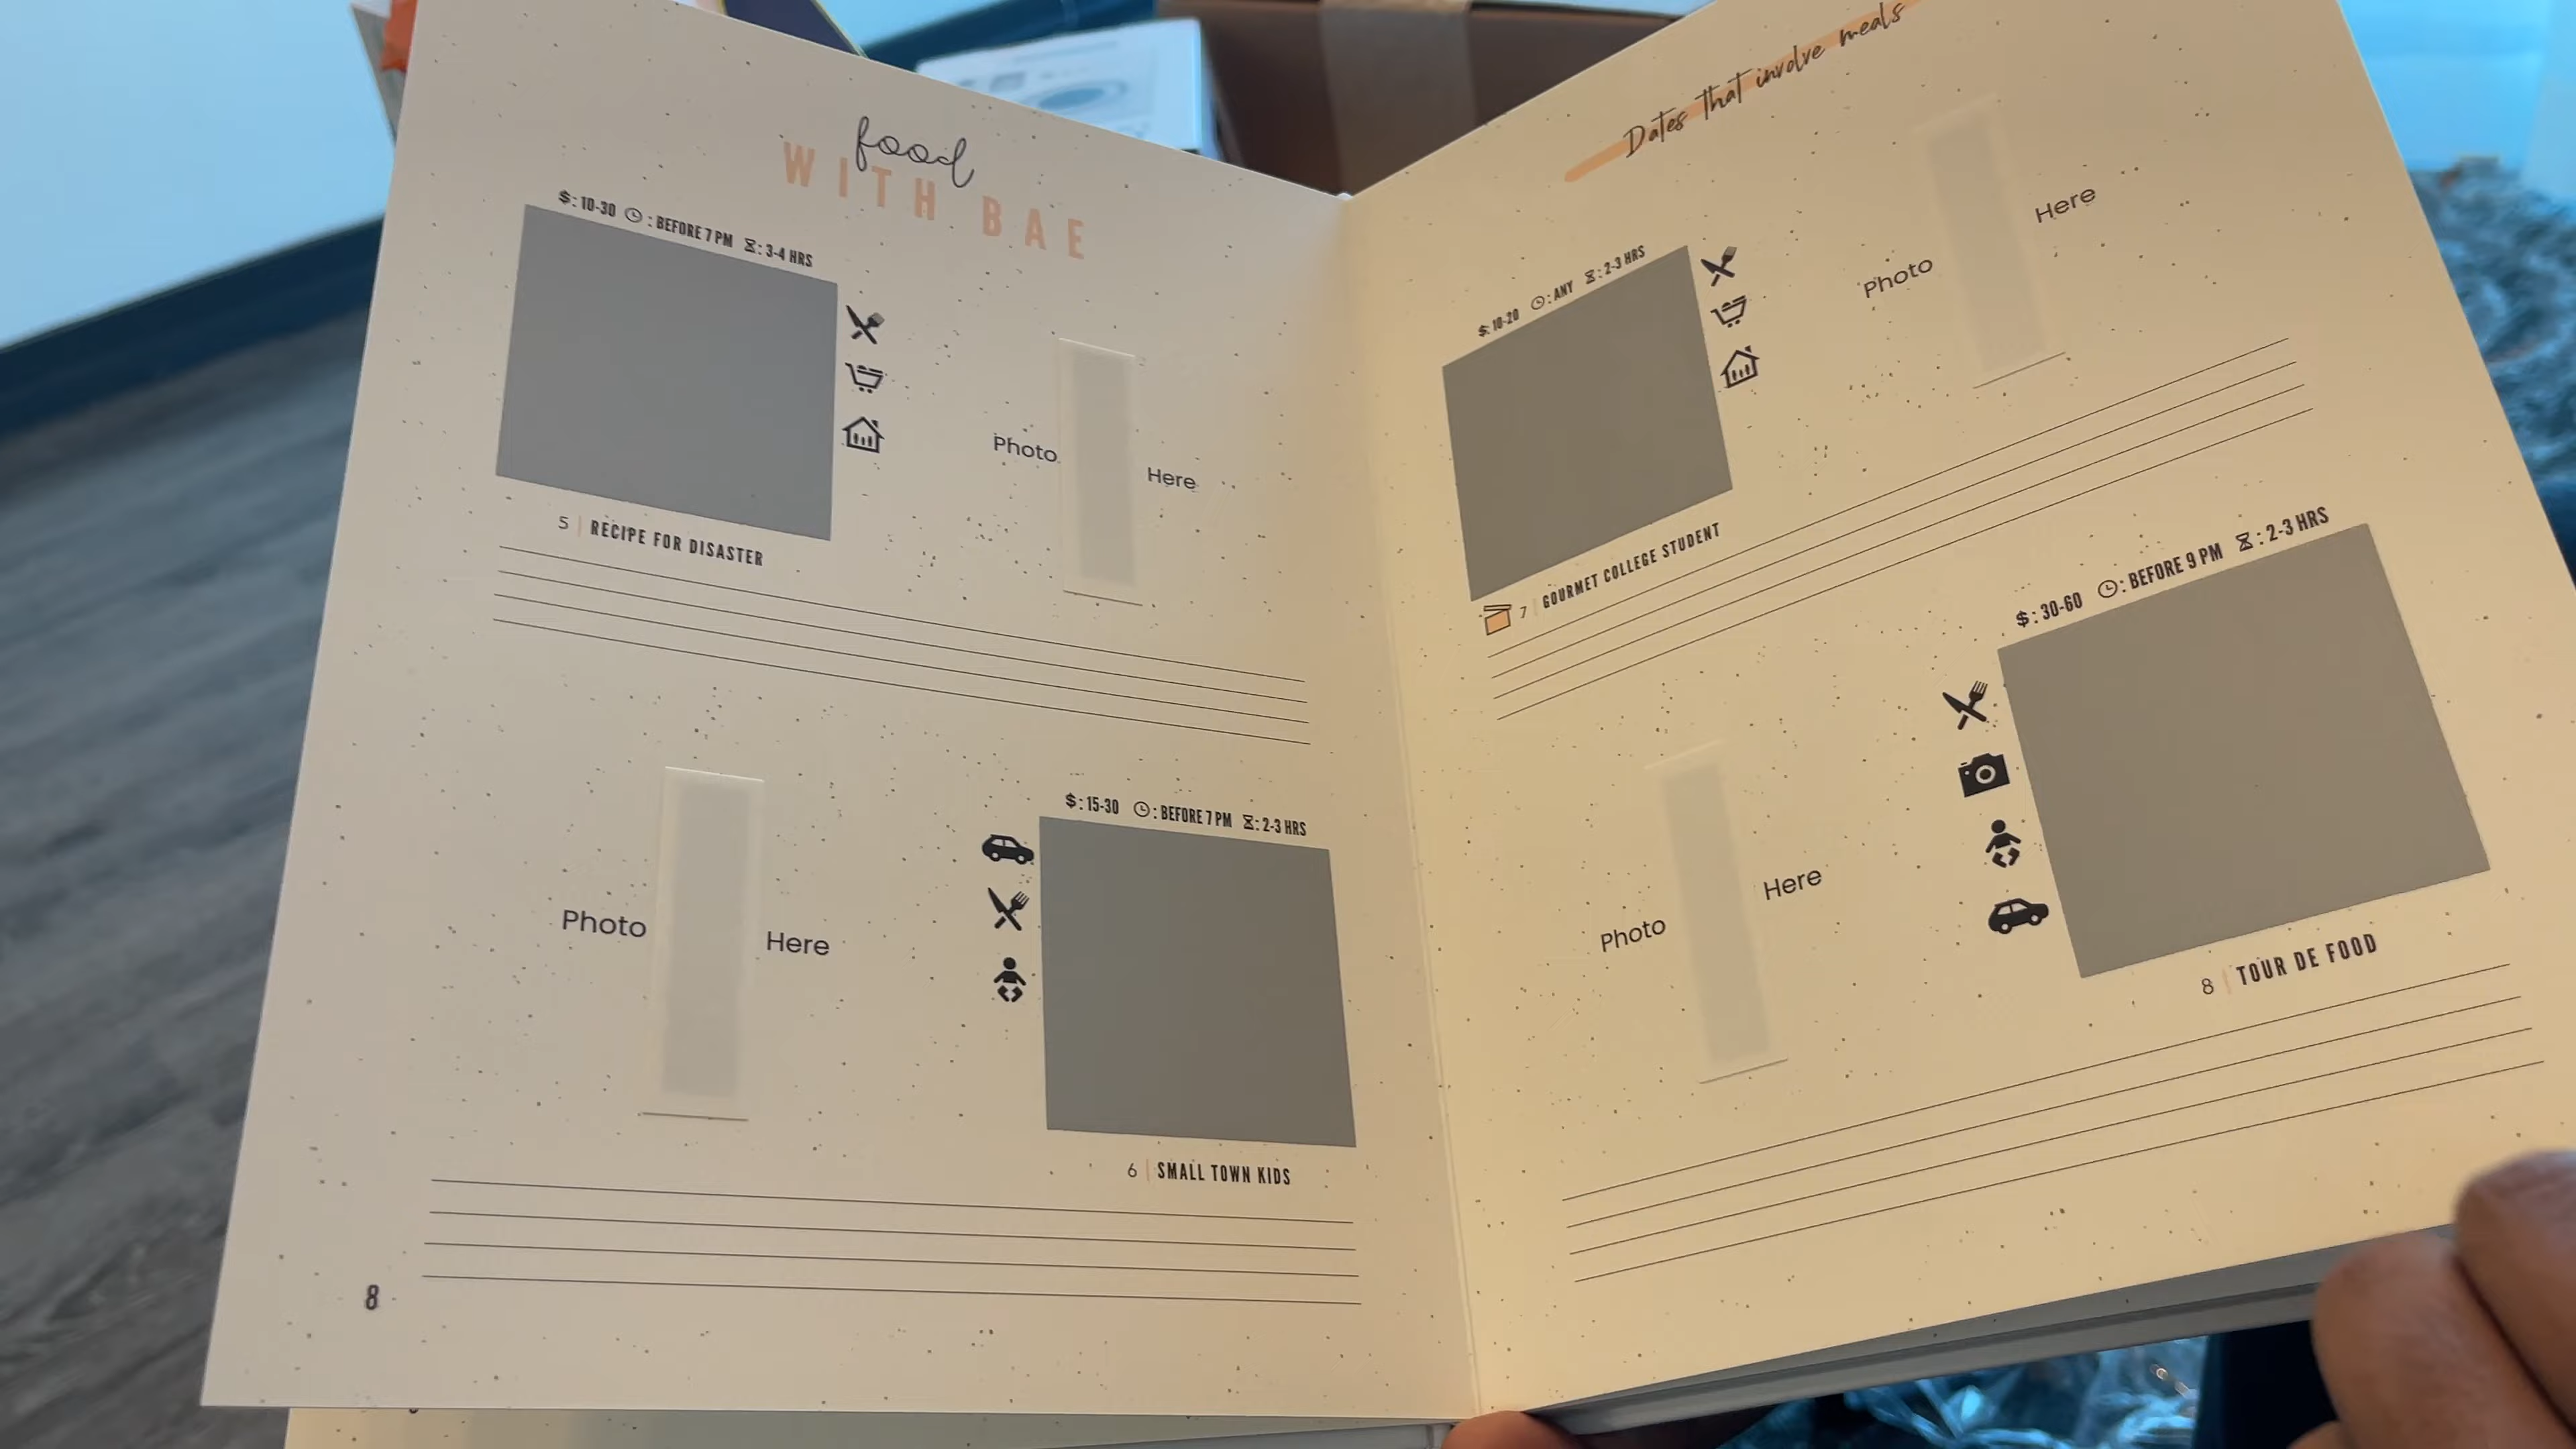 food
WITH BAE
$: 10-30 : BEFORE 7 PM : 3-4 HRS
Photo Here
5 | RECIPE FOR DISASTER
$: 15-30 : BEFORE 7 PM : 2-3 HRS
Photo Here
6 | SMALL TOWN KIDS
8
Dates that involve meals
$: 10-20 : ANY : 2-3 HRS
Photo Here
7 | GOURMET COLLEGE STUDENT
$: 30-60 : BEFORE 9 PM : 2-3 HRS
Photo Here
8 | TOUR DE FOOD